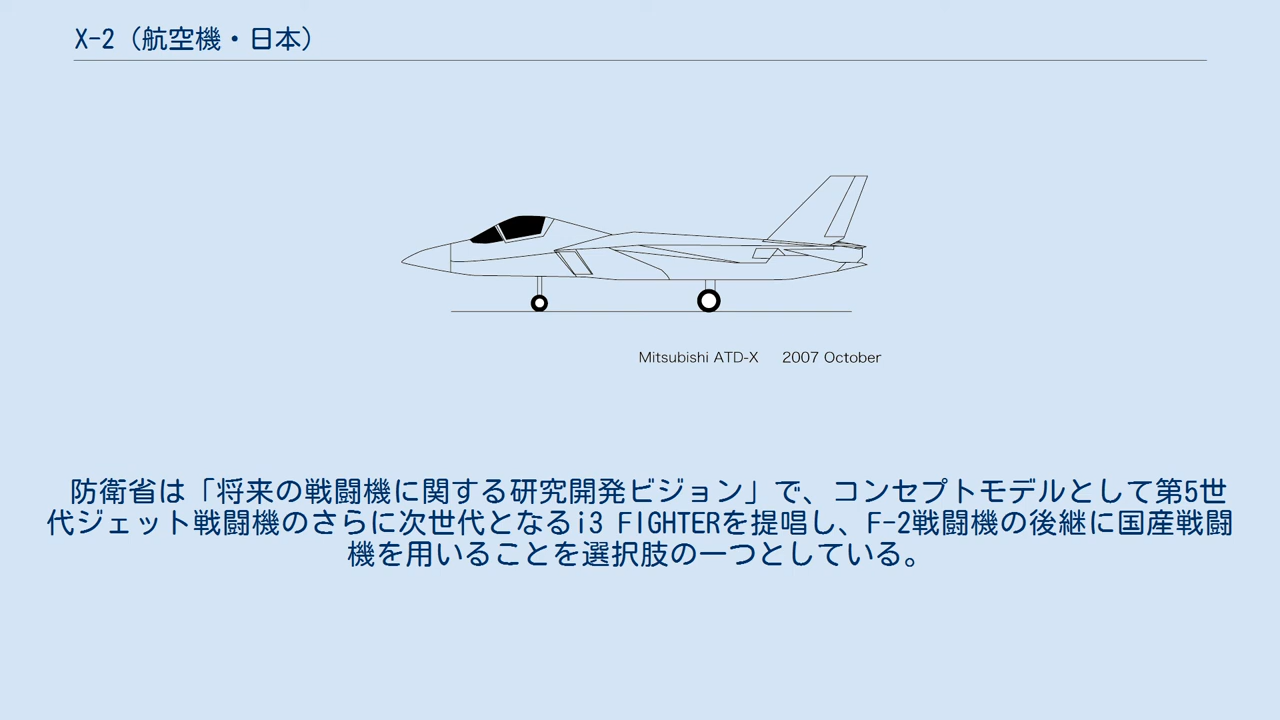 X-2（航空機・日本）
Mitsubishi ATD-X 2007 October
防衛省は「将来の戦闘機に関する研究開発ビジョン」で、コンセプトモデルとして第5世
代ジェット戦闘機のさらに次世代となるi3 FIGHTERを提唱し、F-2戦闘機の後継に国産戦闘
機を用いることを選択肢の一つとしている。